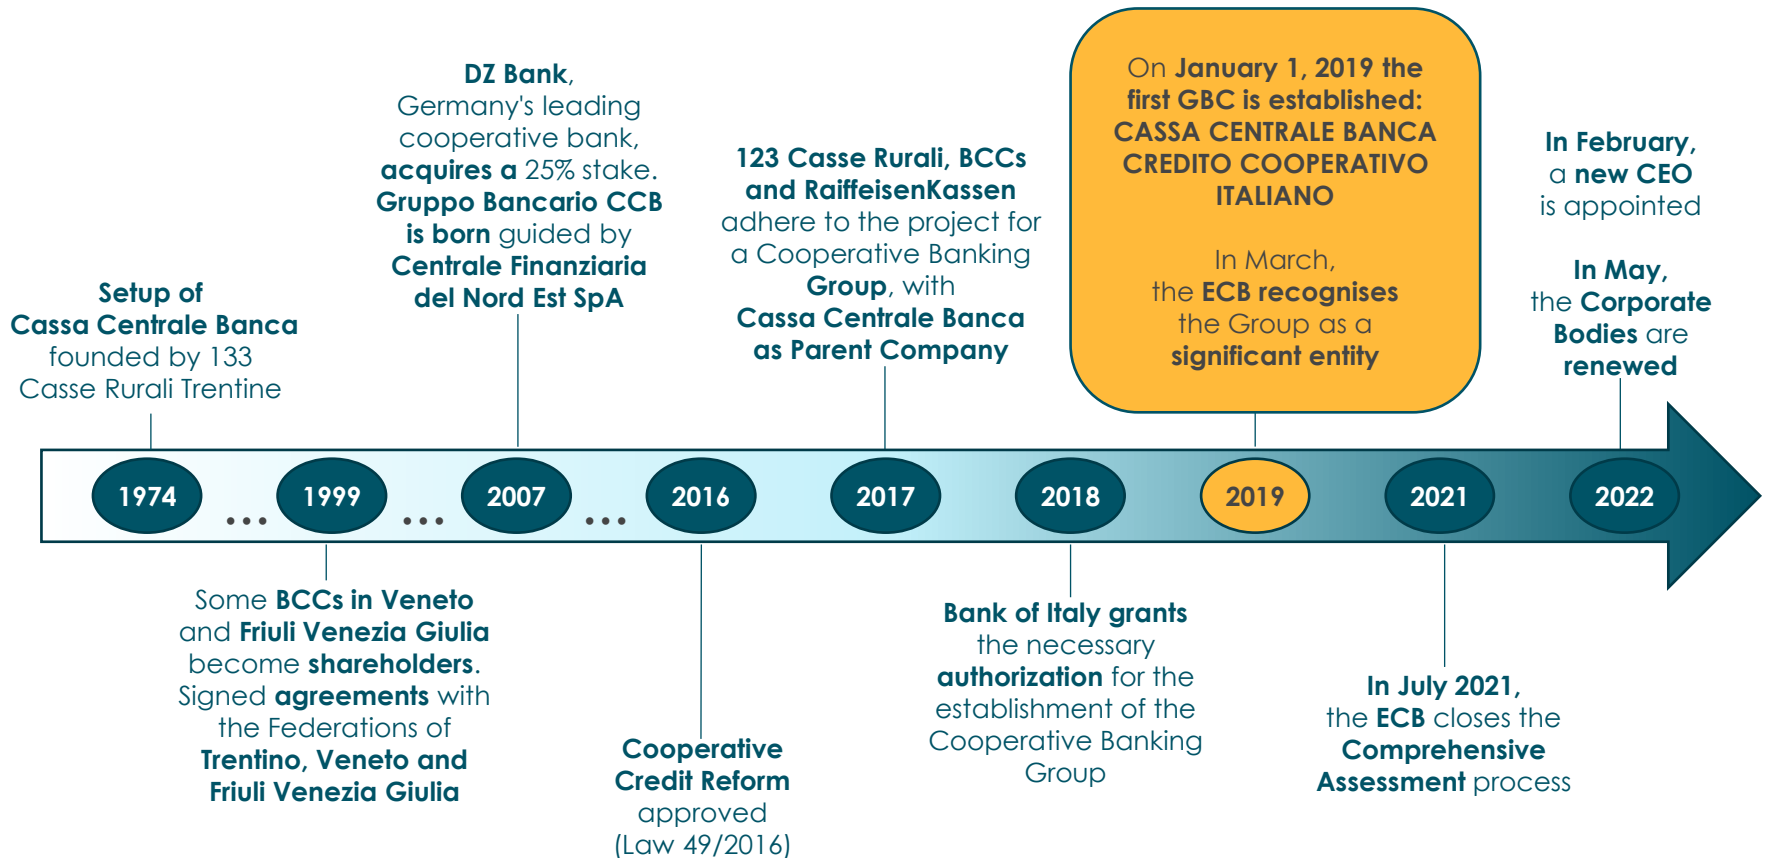 Setup of
Cassa Centrale Banca
founded by 133
Casse Rurali Trentine
DZ Bank,
Germany's leading
cooperative bank,
acquires a 25% stake.
Gruppo Bancario CCB
is born guided by
Centrale Finanziaria
del Nord Est SpA
123 Casse Rurali, BCCs
and RaiffeisenKassen
adhere to the project for
a Cooperative Banking
Group, with
Cassa Centrale Banca
as Parent Company
On January 1, 2019 the
first GBC is established:
CASSA CENTRALE BANCA
CREDITO COOPERATIVO
ITALIANO
In March,
the ECB recognises
the Group as a
significant entity
In February,
a new CEO
is appointed
In May,
the Corporate
Bodies are
renewed
1974 ... 1999 ... 2007 ... 2016 2017 2018 2019 2021 2022
Some BCCs in Veneto
and Friuli Venezia Giulia
become shareholders.
Signed agreements with
the Federations of
Trentino, Veneto and
Friuli Venezia Giulia
Cooperative
Credit Reform
approved
(Law 49/2016)
Bank of Italy grants
the necessary
authorization for the
establishment of the
Cooperative Banking
Group
In July 2021,
the ECB closes the
Comprehensive
Assessment process